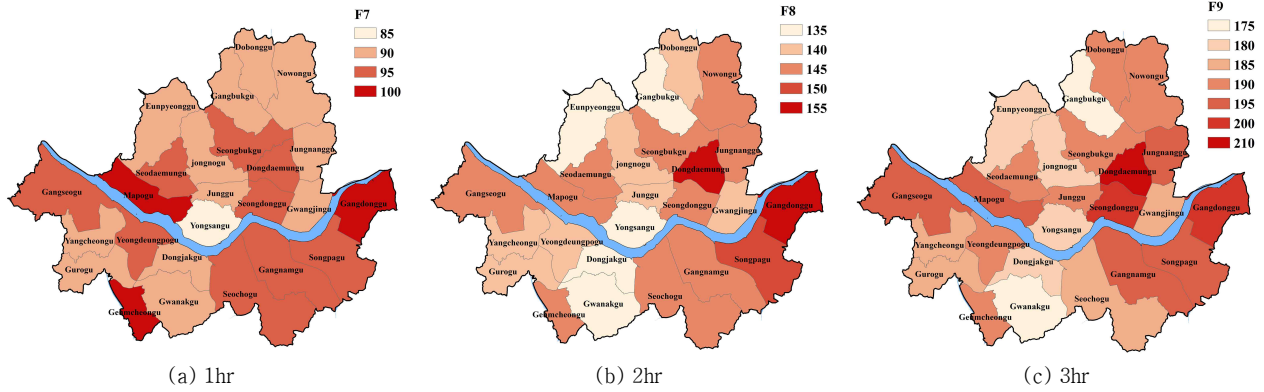 F7
85
90
95
100
Dobonggu
Nowongu
Gangbukgu
Eunpyeonggu
Seongbukgu
Jungnanggu
jongnogu
Dongdaemungu
Seodaemungu
Mapogu
Junggu
Seongdonggu
Gwangjingu
Gangdonggu
Gangseogu
Yongsangu
Yangcheongu
Yeongdeungpogu
Dongjakgu
Songpagu
Gurogu
Gangnamgu
Seochogu
Gwanakgu
Geumcheongu
(a) 1hr
F8
135
140
145
150
155
Dobonggu
Nowongu
Gangbukgu
Eunpyeonggu
Seongbukgu
Jungnanggu
jongnogu
Dongdaemungu
Seodaemungu
Mapogu
Junggu
Seongdonggu
Gwangjingu
Gangdonggu
Gangseogu
Yongsangu
Yangcheongu
Yeongdeungpogu
Dongjakgu
Songpagu
Gurogu
Gangnamgu
Seochogu
Gwanakgu
Geumcheongu
(b) 2hr
F9
175
180
185
190
195
200
210
Dobonggu
Nowongu
Gangbukgu
Eunpyeonggu
Seongbukgu
Jungnanggu
jongnogu
Dongdaemungu
Seodaemungu
Mapogu
Junggu
Seongdonggu
Gwangjingu
Gangdonggu
Gangseogu
Yongsangu
Yangcheongu
Yeongdeungpogu
Dongjakgu
Songpagu
Gurogu
Gangnamgu
Seochogu
Gwanakgu
Geumcheongu
(c) 3hr